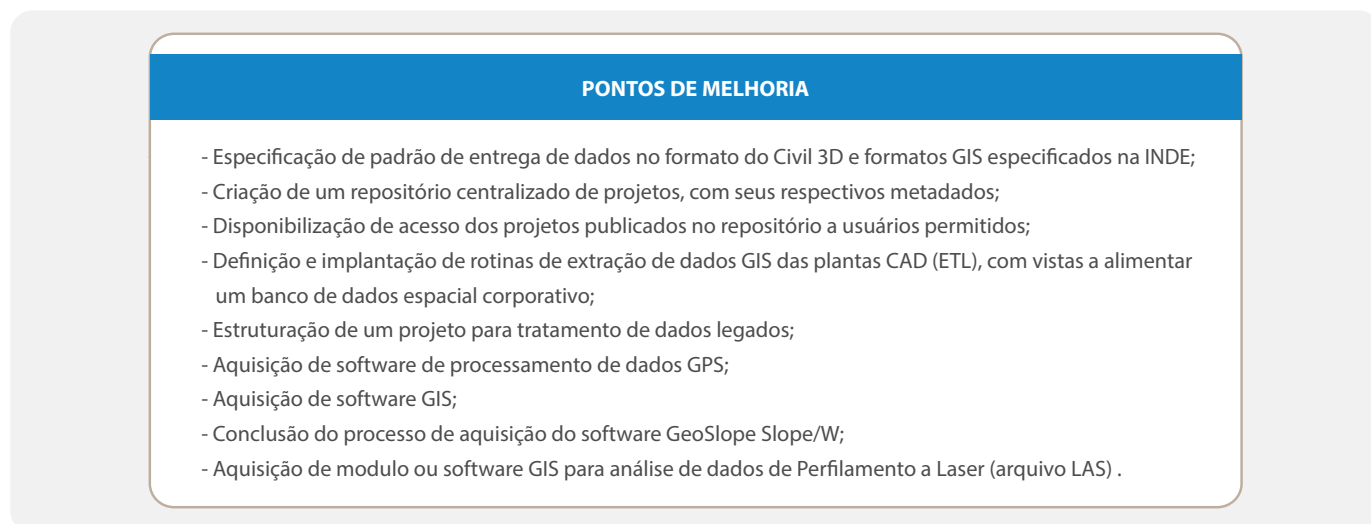 PONTOS DE MELHORIA
- Especificação de padrão de entrega de dados no formato do Civil 3D e formatos GIS especificados na INDE;
- Criação de um repositório centralizado de projetos, com seus respectivos metadados;
- Disponibilização de acesso dos projetos publicados no repositório a usuários permitidos;
- Definição e implantação de rotinas de extração de dados GIS das plantas CAD (ETL), com vistas a alimentar
um banco de dados espacial corporativo;
- Estruturação de um projeto para tratamento de dados legados;
- Aquisição de software de processamento de dados GPS;
- Aquisição de software GIS;
- Conclusão do processo de aquisição do software GeoSlope Slope/W;
- Aquisição de modulo ou software GIS para análise de dados de Perfilamento a Laser (arquivo LAS) .